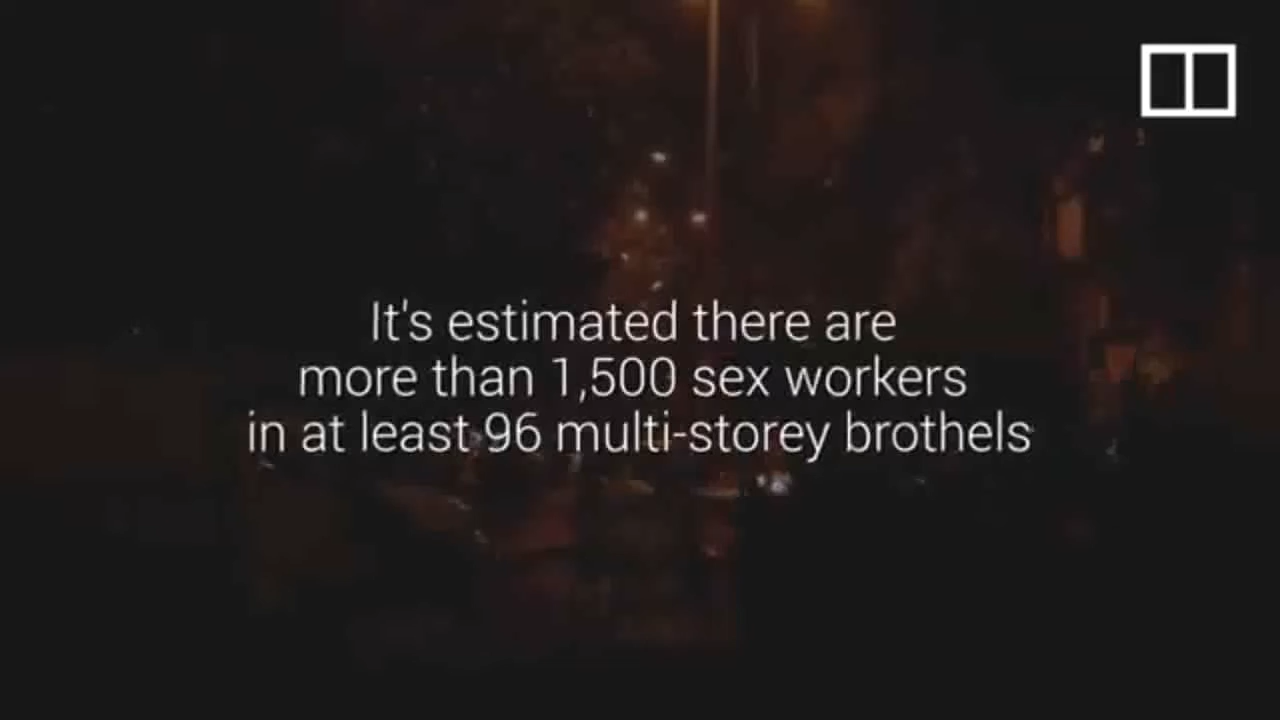 It's estimated there are
more than 1,500 sex workers
in at least 96 multi-storey brothels